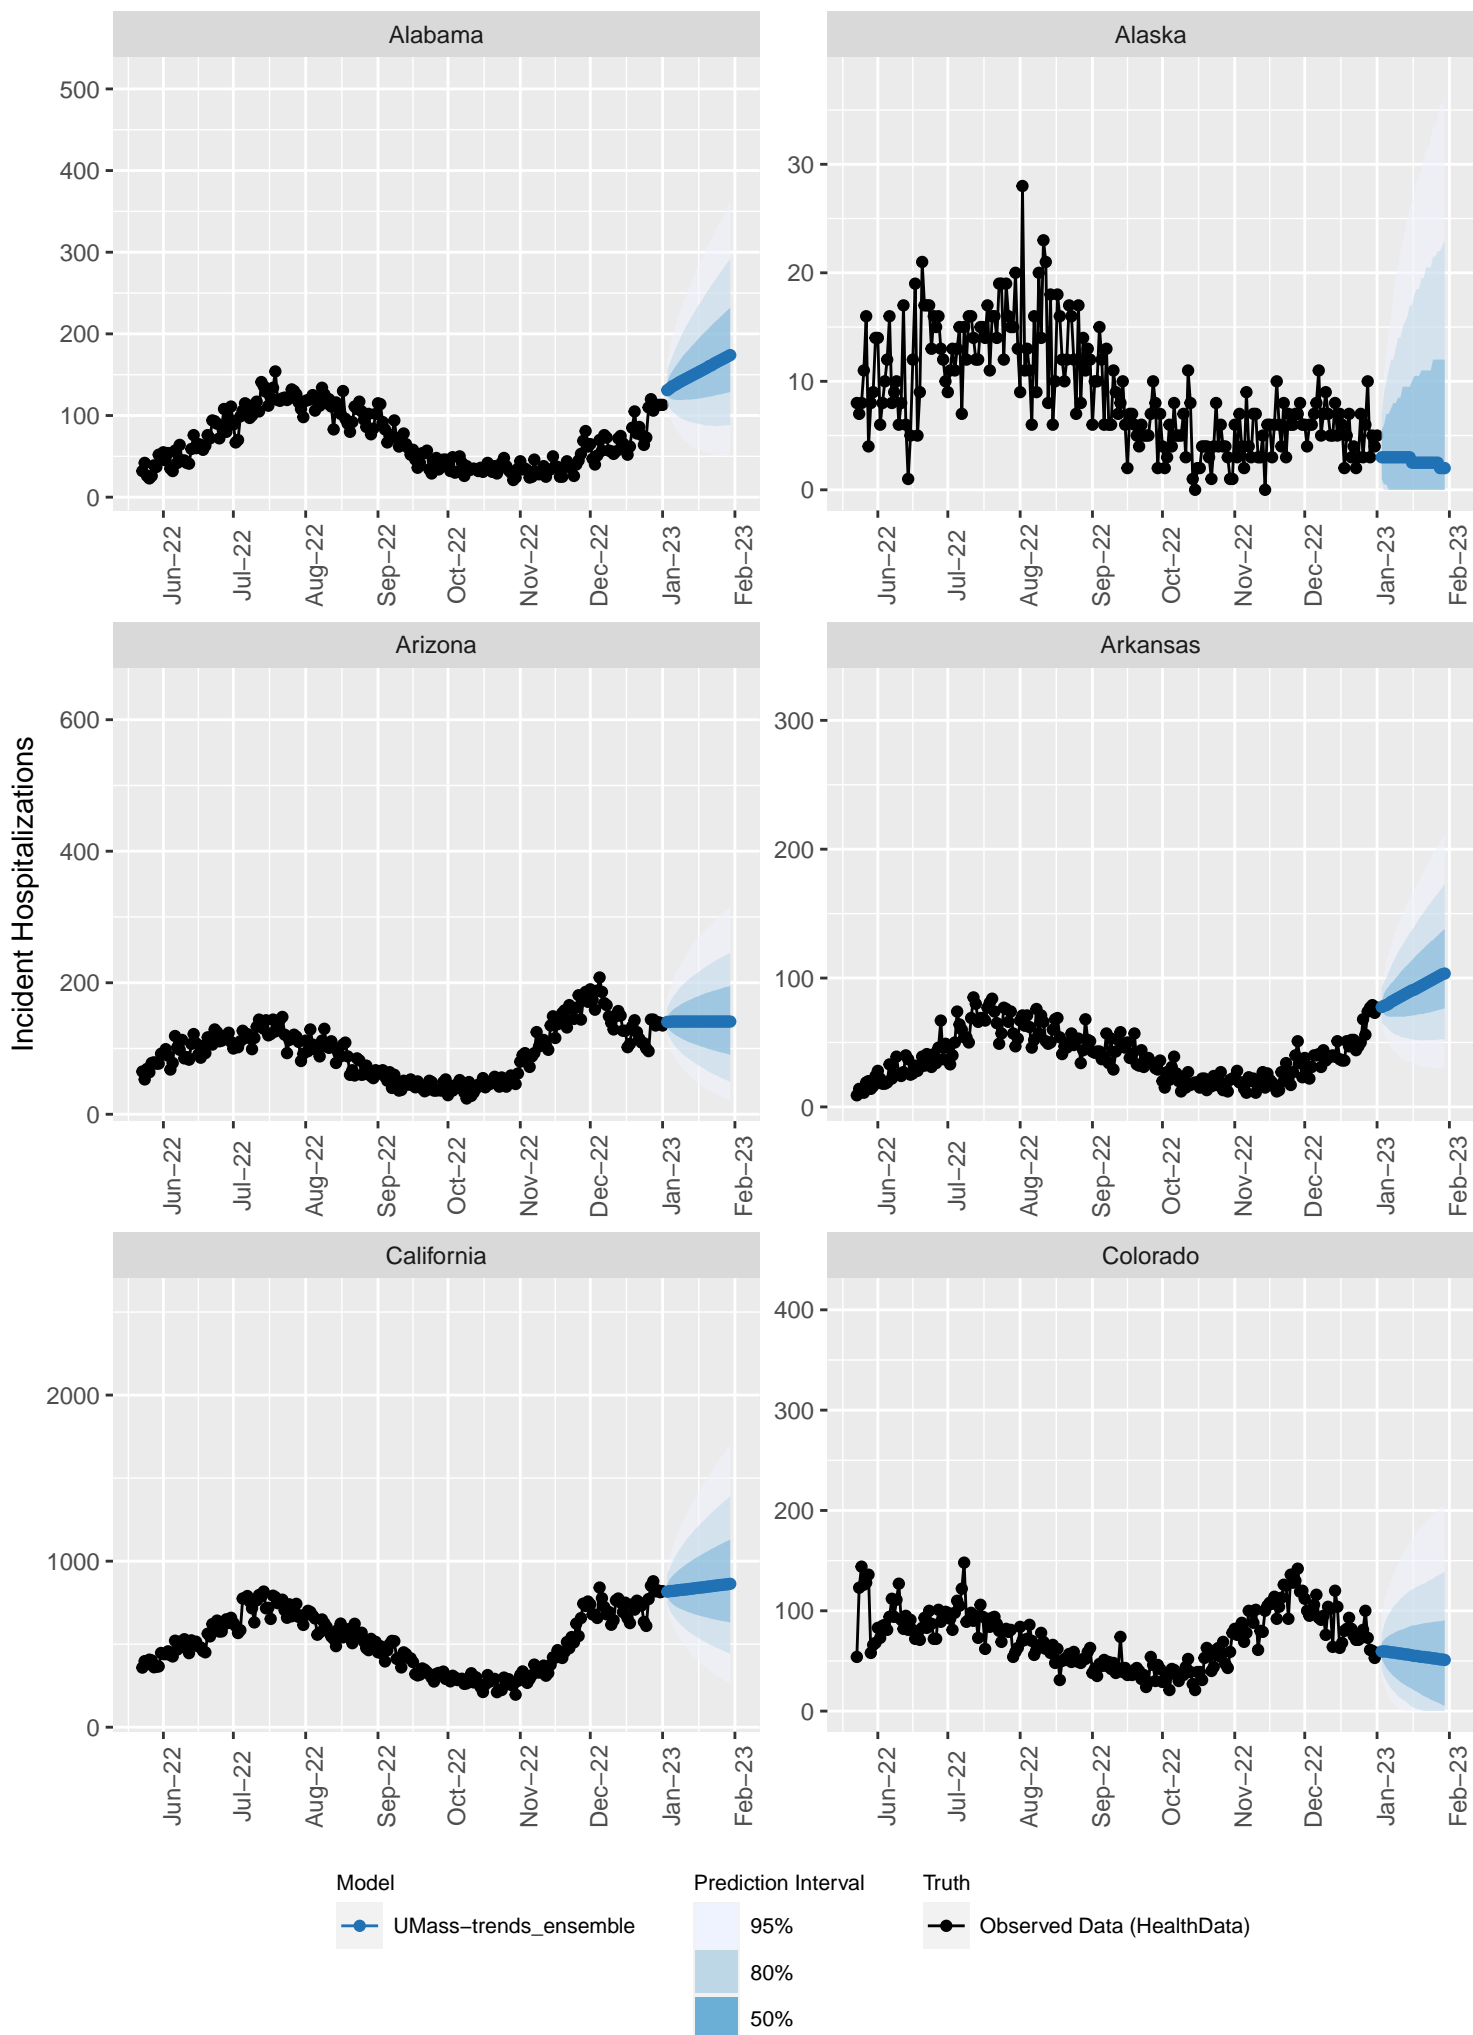 Alabama
Alaska
500
400
300
200
100
0
30
20
10
0
Jun−22
Jul−22
Aug−22
Sep−22
Oct−22
Nov−22
Dec−22
Jan−23
Feb−23
Jun−22
Jul−22
Aug−22
Sep−22
Oct−22
Nov−22
Dec−22
Jan−23
Feb−23
Arizona
Arkansas
Incident Hospitalizations
600
400
200
0
300
200
100
0
Jun−22
Jul−22
Aug−22
Sep−22
Oct−22
Nov−22
Dec−22
Jan−23
Feb−23
Jun−22
Jul−22
Aug−22
Sep−22
Oct−22
Nov−22
Dec−22
Jan−23
Feb−23
California
Colorado
2000
1000
0
400
300
200
100
0
Jun−22
Jul−22
Aug−22
Sep−22
Oct−22
Nov−22
Dec−22
Jan−23
Feb−23
Jun−22
Jul−22
Aug−22
Sep−22
Oct−22
Nov−22
Dec−22
Jan−23
Feb−23
Model
UMass−trends_ensemble
Prediction Interval
95%
80%
50%
Truth
Observed Data (HealthData)